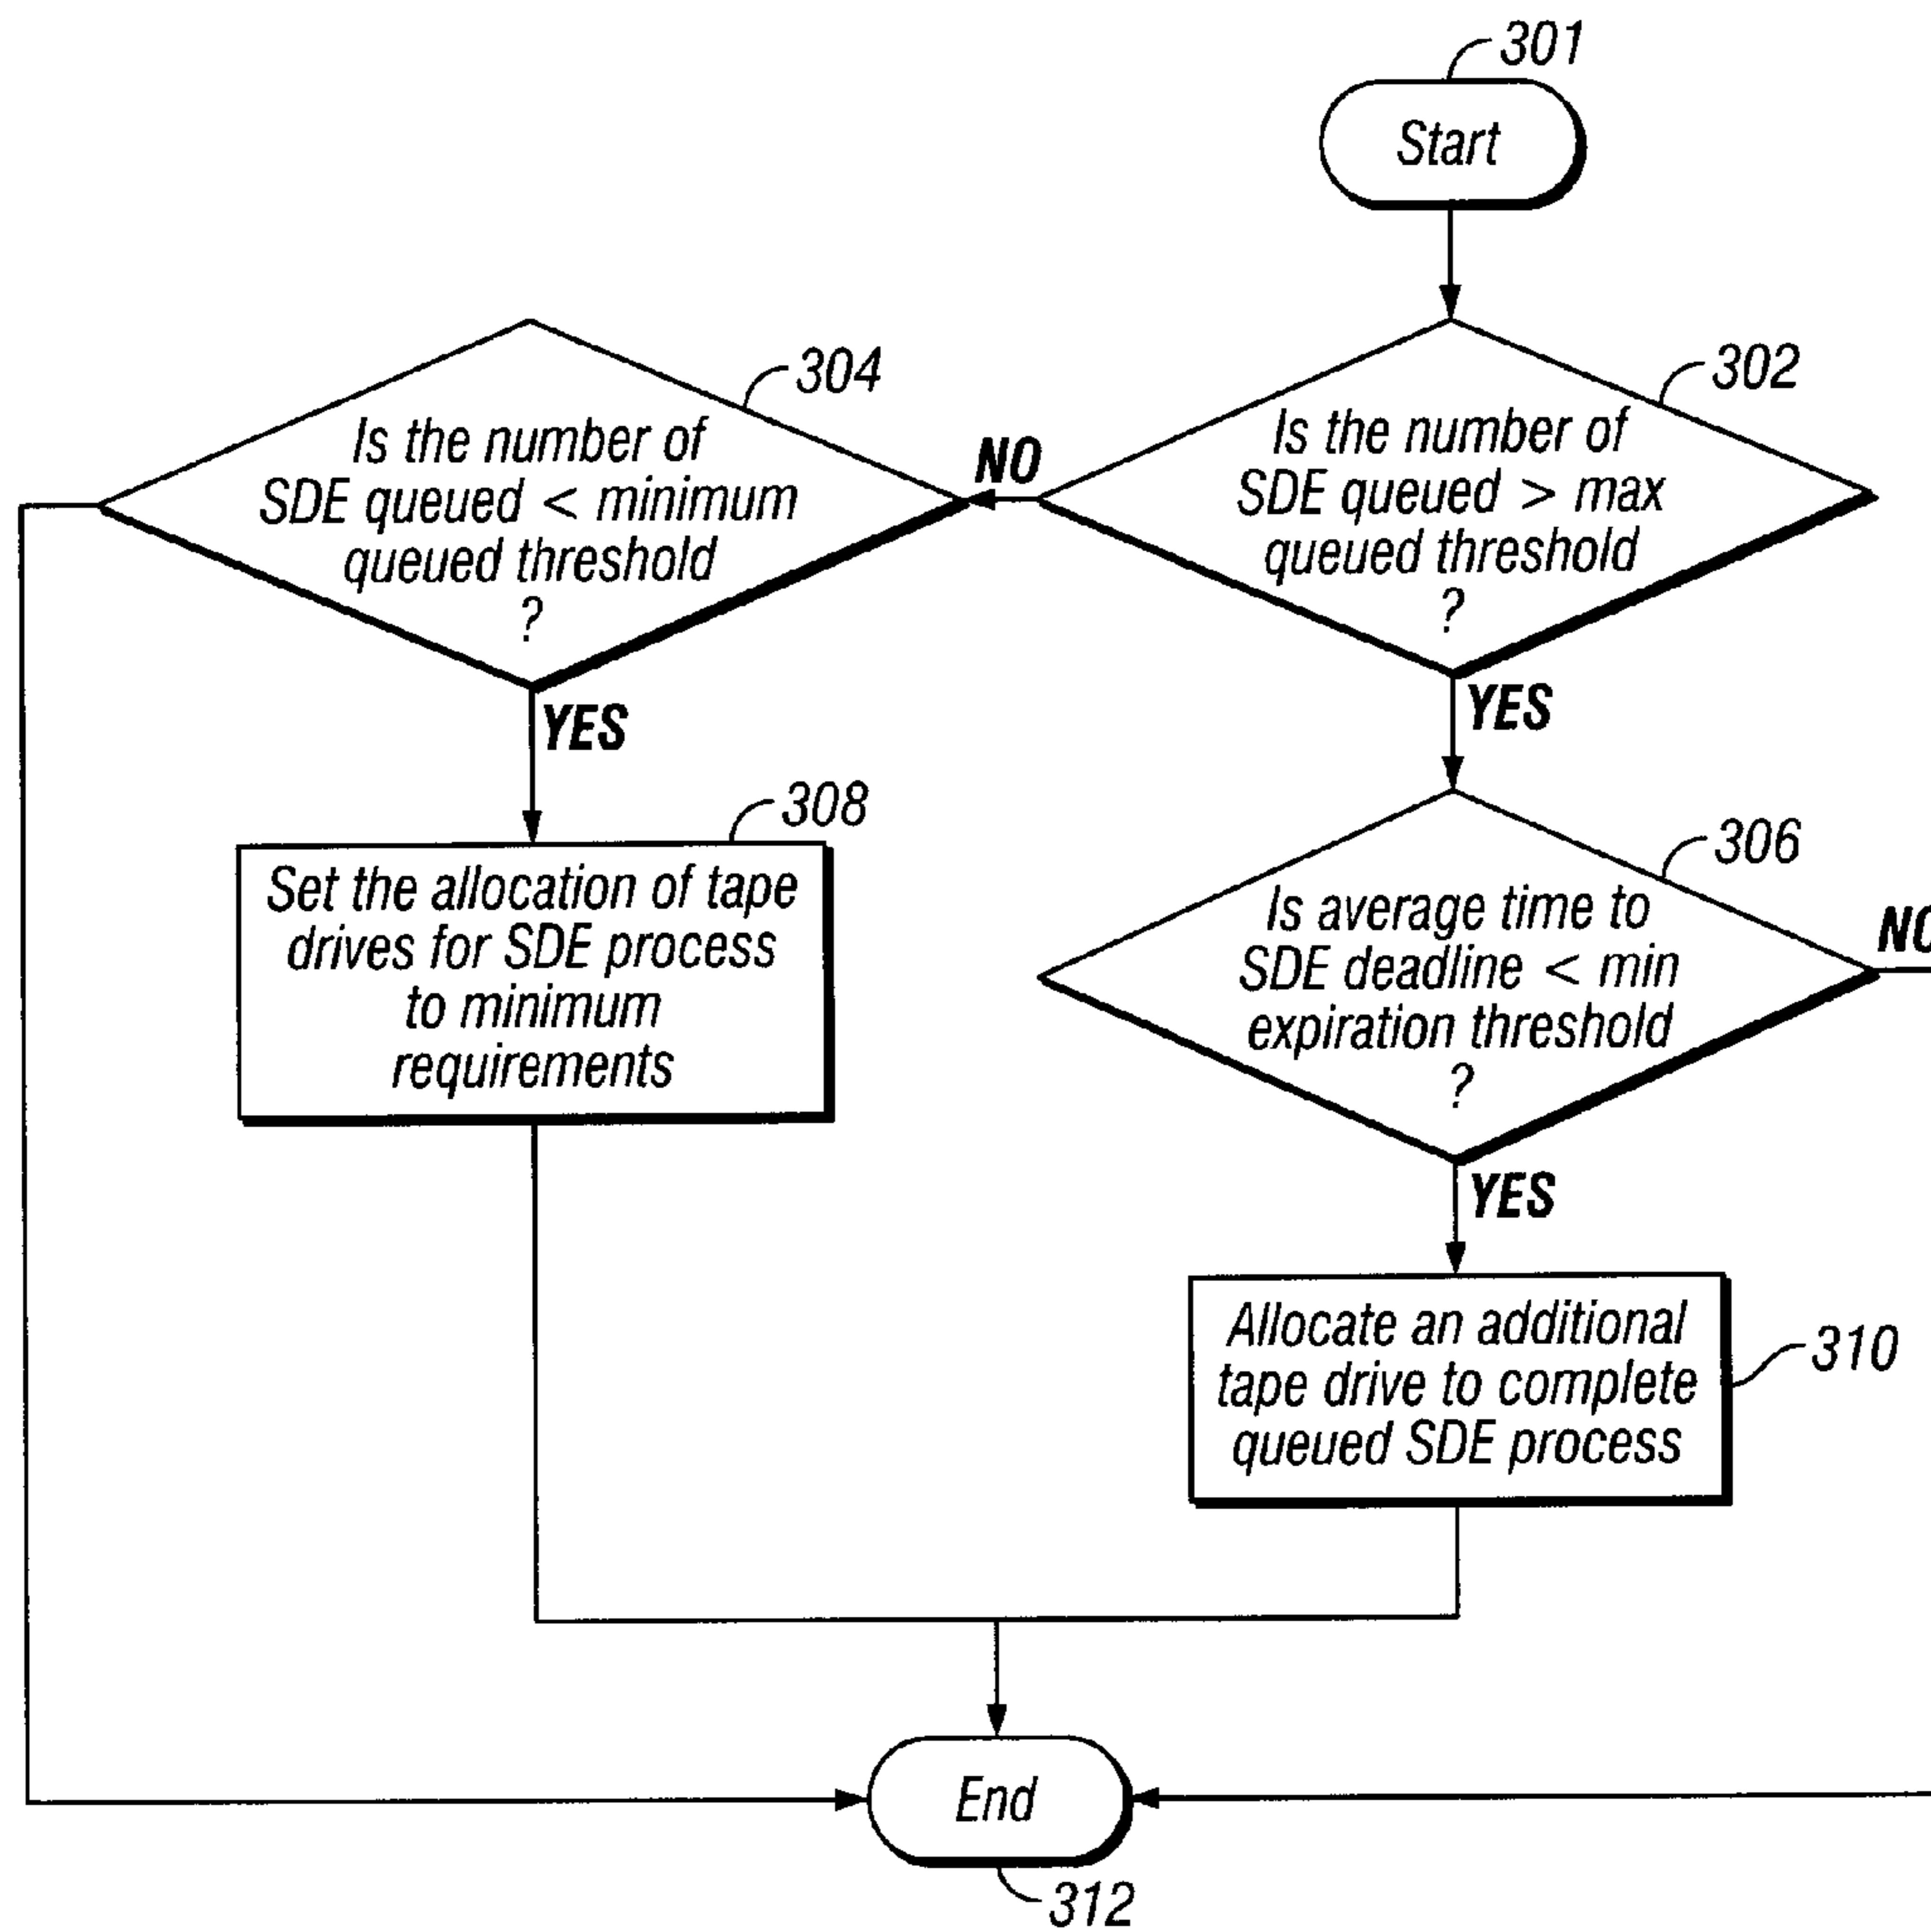 301
Start
304
302
Is the number of
SDE queued < minimum
queued threshold
?
NO
Is the number of
SDE queued > max
queued threshold
?
YES
YES
308
Set the allocation of tape
drives for SDE process
to minimum
requirements
306
Is average time to
SDE deadline < min
expiration threshold
?
NO
YES
Allocate an additional
tape drive to complete
queued SDE process
310
End
312